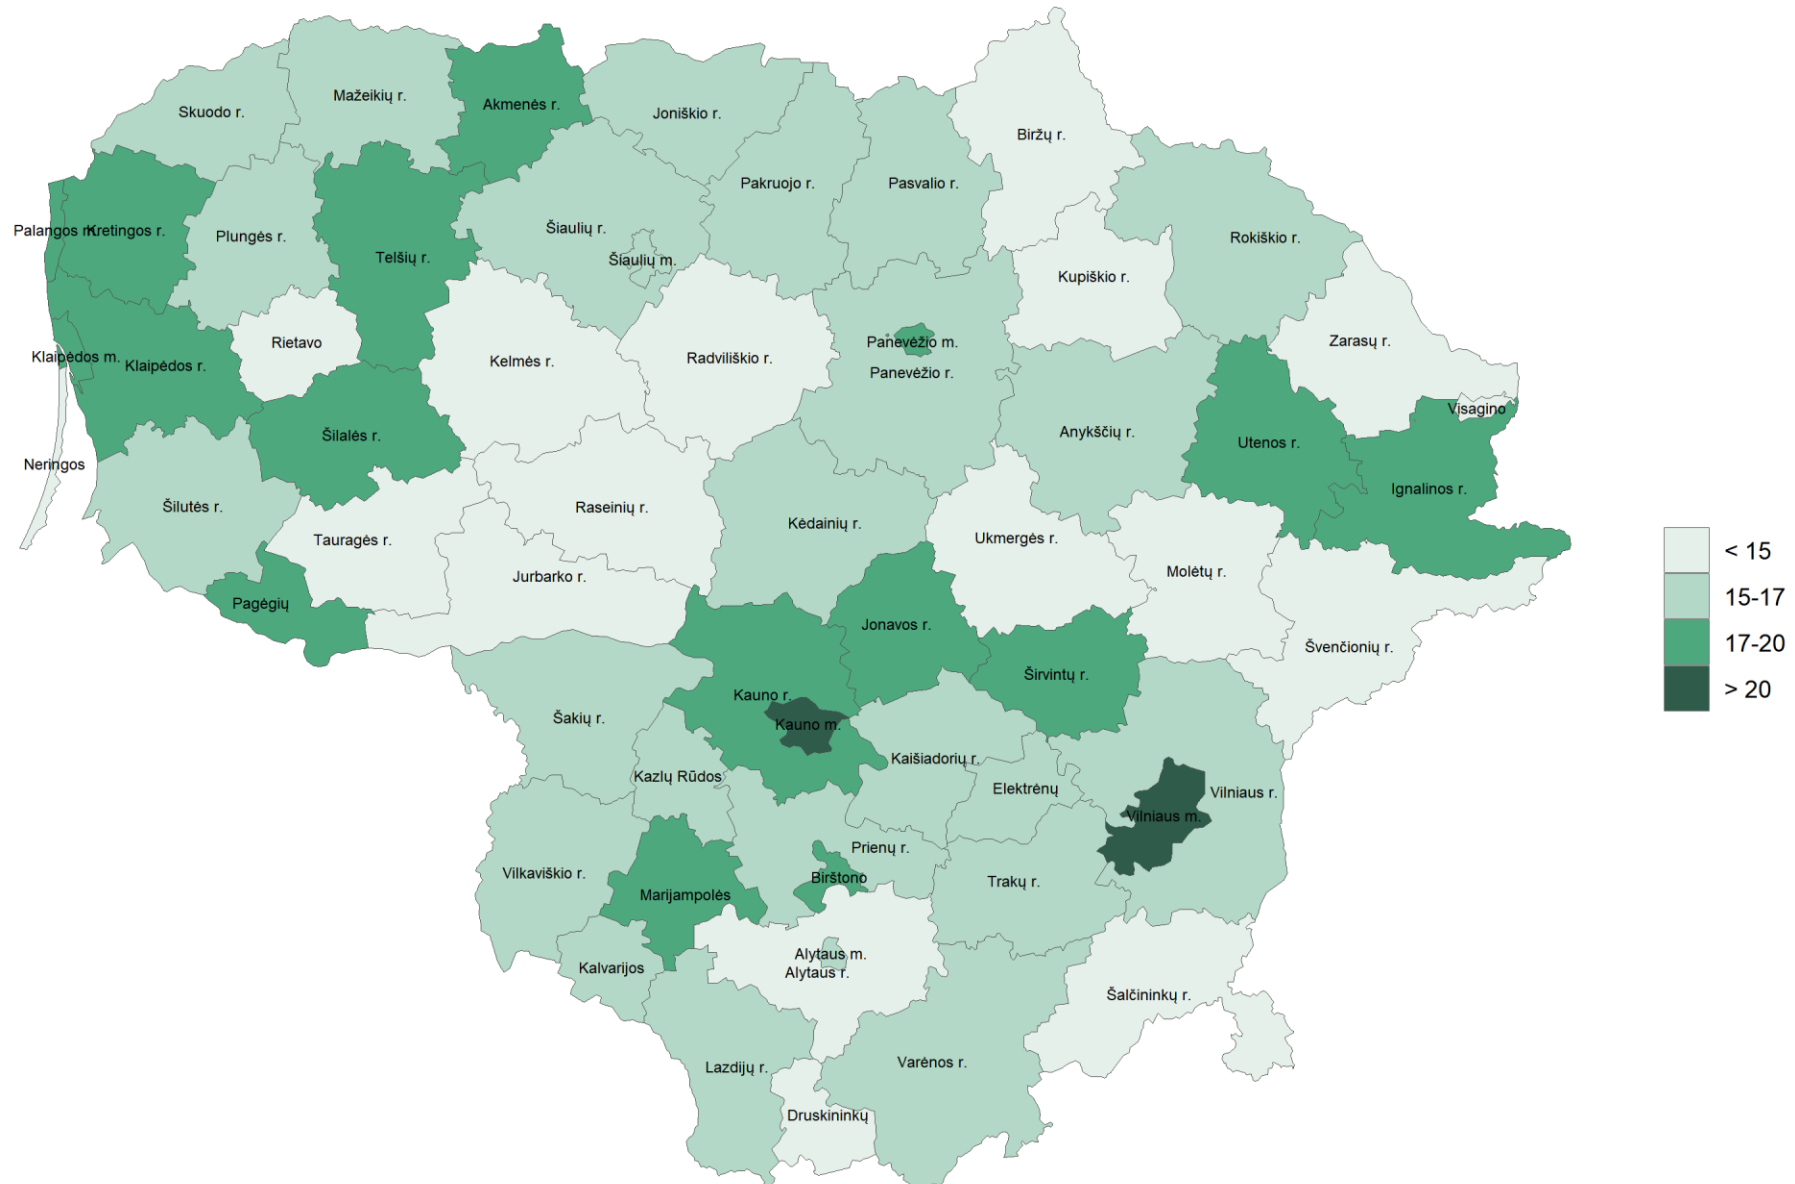 Mažeikių r.
Akmenės r.
Skuodo r.
Joniškio r.
Biržų r.
Pakruojo r.
Pasvalio r.
Palangos m.
Kretingos r.
Plungės r.
Šiaulių r.
Rokiškio r.
Telšių r.
Šiaulių m.
Kupiškio r.
Rietavo
Panevėžio m.
Zarasų r.
Klaipėdos m.
Klaipėdos r.
Kelmės r.
Radviliškio r.
Panevėžio r.
Visagino
Šilalės r.
Anykščių r.
Utenos r.
Neringos
Ignalinos r.
Šilutės r.
Raseinių r.
Kėdainių r.
Tauragės r.
Ukmergės r.
< 15
Jurbarko r.
Molėtų r.
15-17
Pagėgių
Jonavos r.
17-20
Švenčionių r.
Širvintų r.
> 20
Kauno r.
Šakių r.
Kauno m.
Kaišiadorių r.
Kazlų Rūdos
Elektrėnų
Vilniaus r.
Vilniaus m.
Prienų r.
Vilkaviškio r.
Birštono
Trakų r.
Marijampolės
Alytaus m.
Kalvarijos
Alytaus r.
Šalčininkų r.
Lazdijų r.
Varėnos r.
Druskininkų